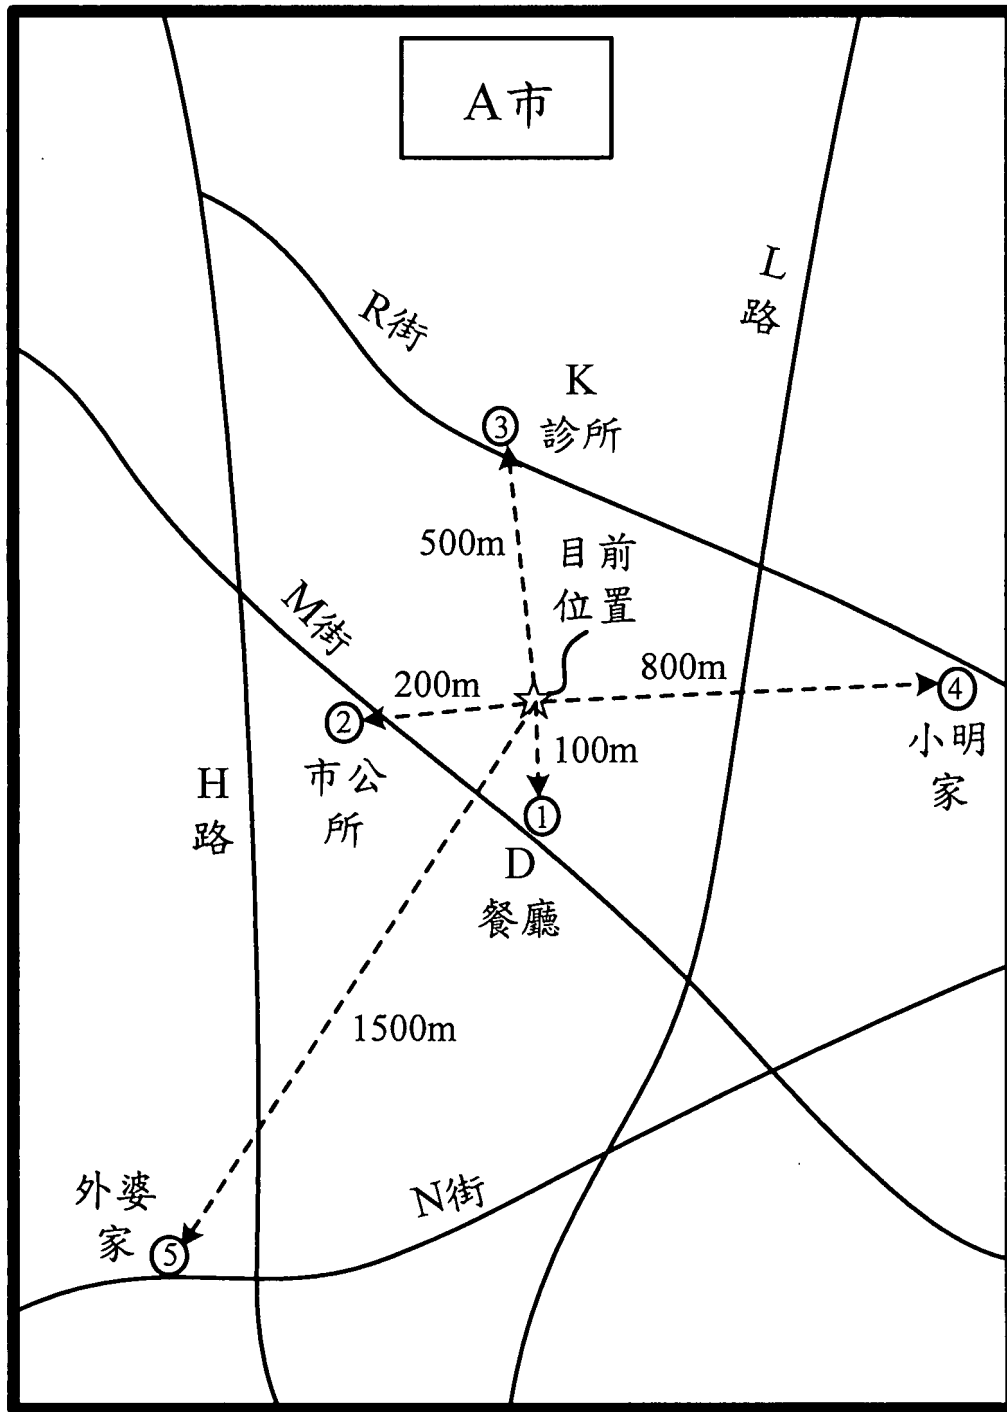 A市
L
路
R街
K
③
診所
500m
目前
位置
M街
200m
800m
②
④
市公
所
100m
小明
家
H
路
①
D
餐廳
1500m
外婆
家
N街
⑤